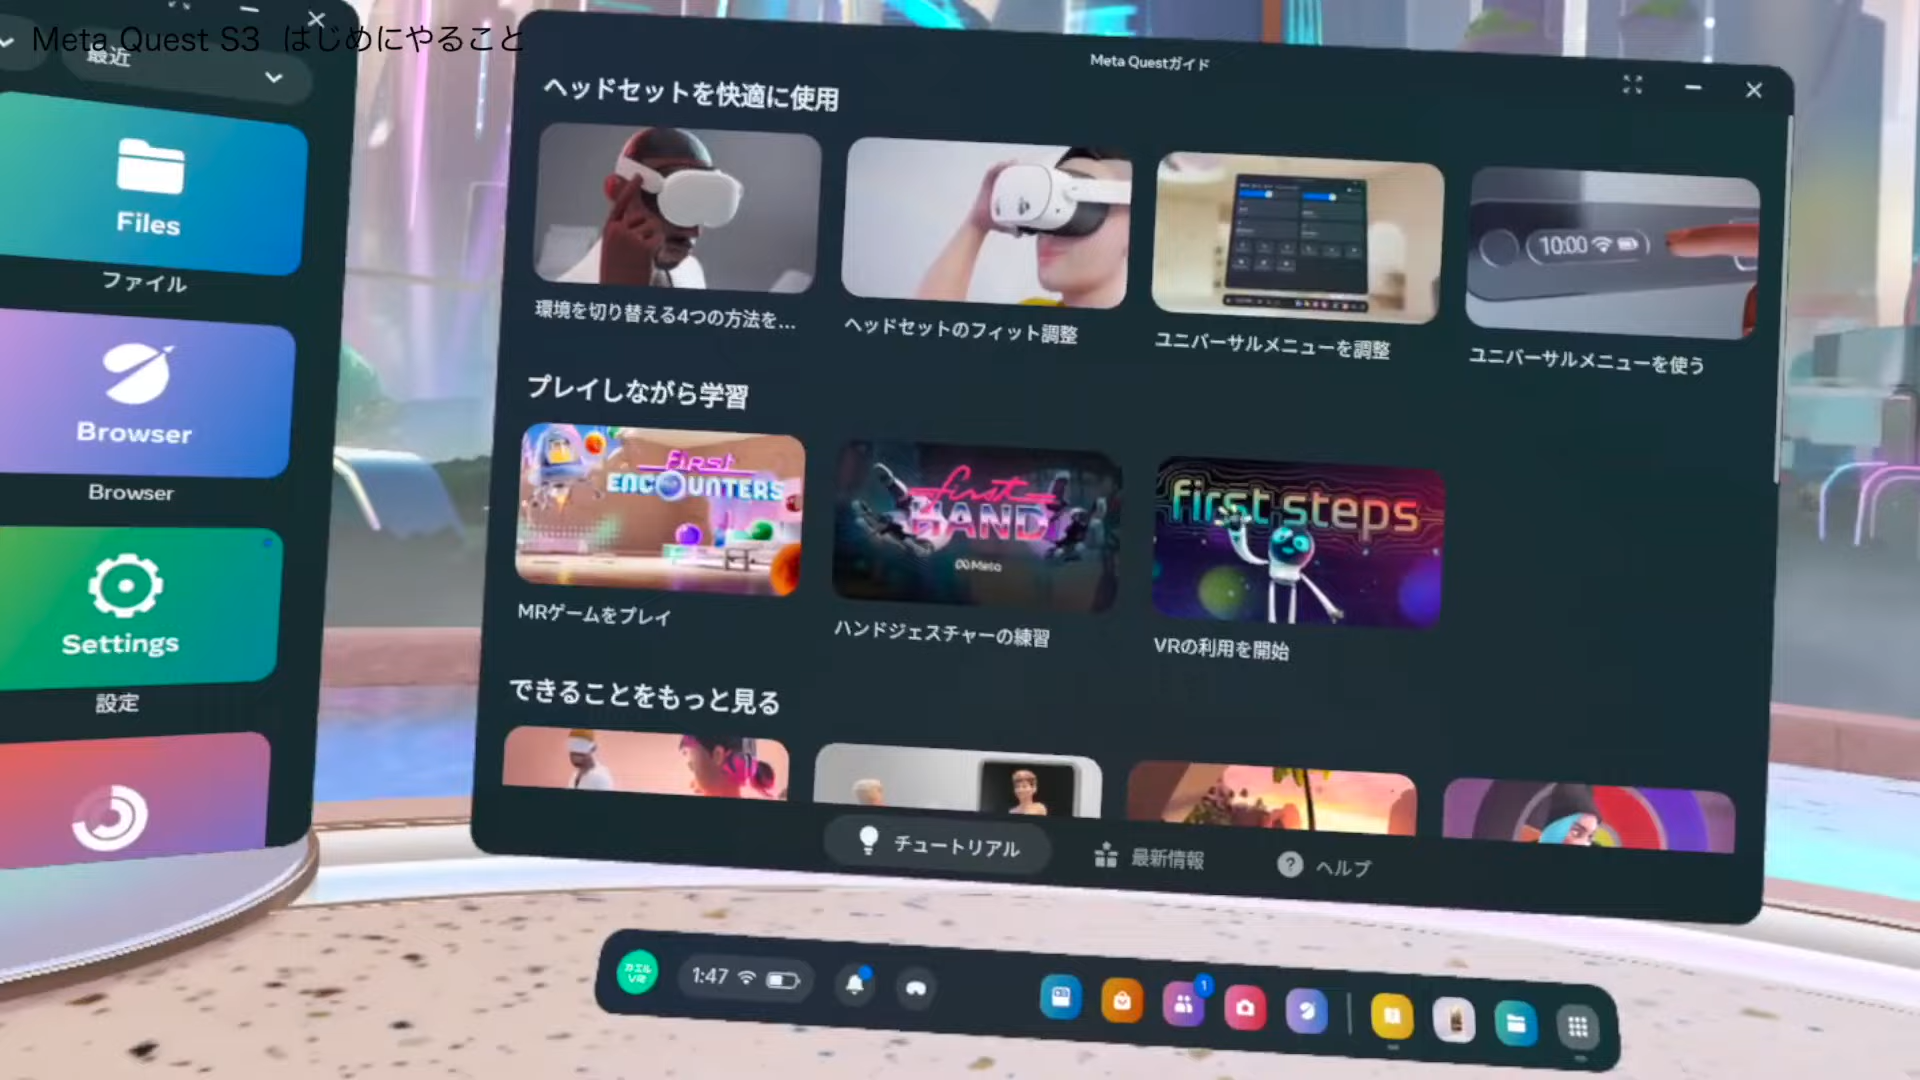 Meta Quest S3 はじめにやること
最近
Files
ファイル
Browser
Browser
Settings
設定
Meta Questガイド
ヘッドセットを快適に使用
10:00
環境を切り替える4つの方法を...
ヘッドセットのフィット調整
ユニバーサルメニューを調整
ユニバーサルメニューを使う
プレイしながら学習
First
ENCOUNTERS
first
HAND
Meta
first steps
MRゲームをプレイ
ハンドジェスチャーの練習
VRの利用を開始
できることをもっと見る
チュートリアル
最新情報
? ヘルプ
カエル
VR
1:47
1